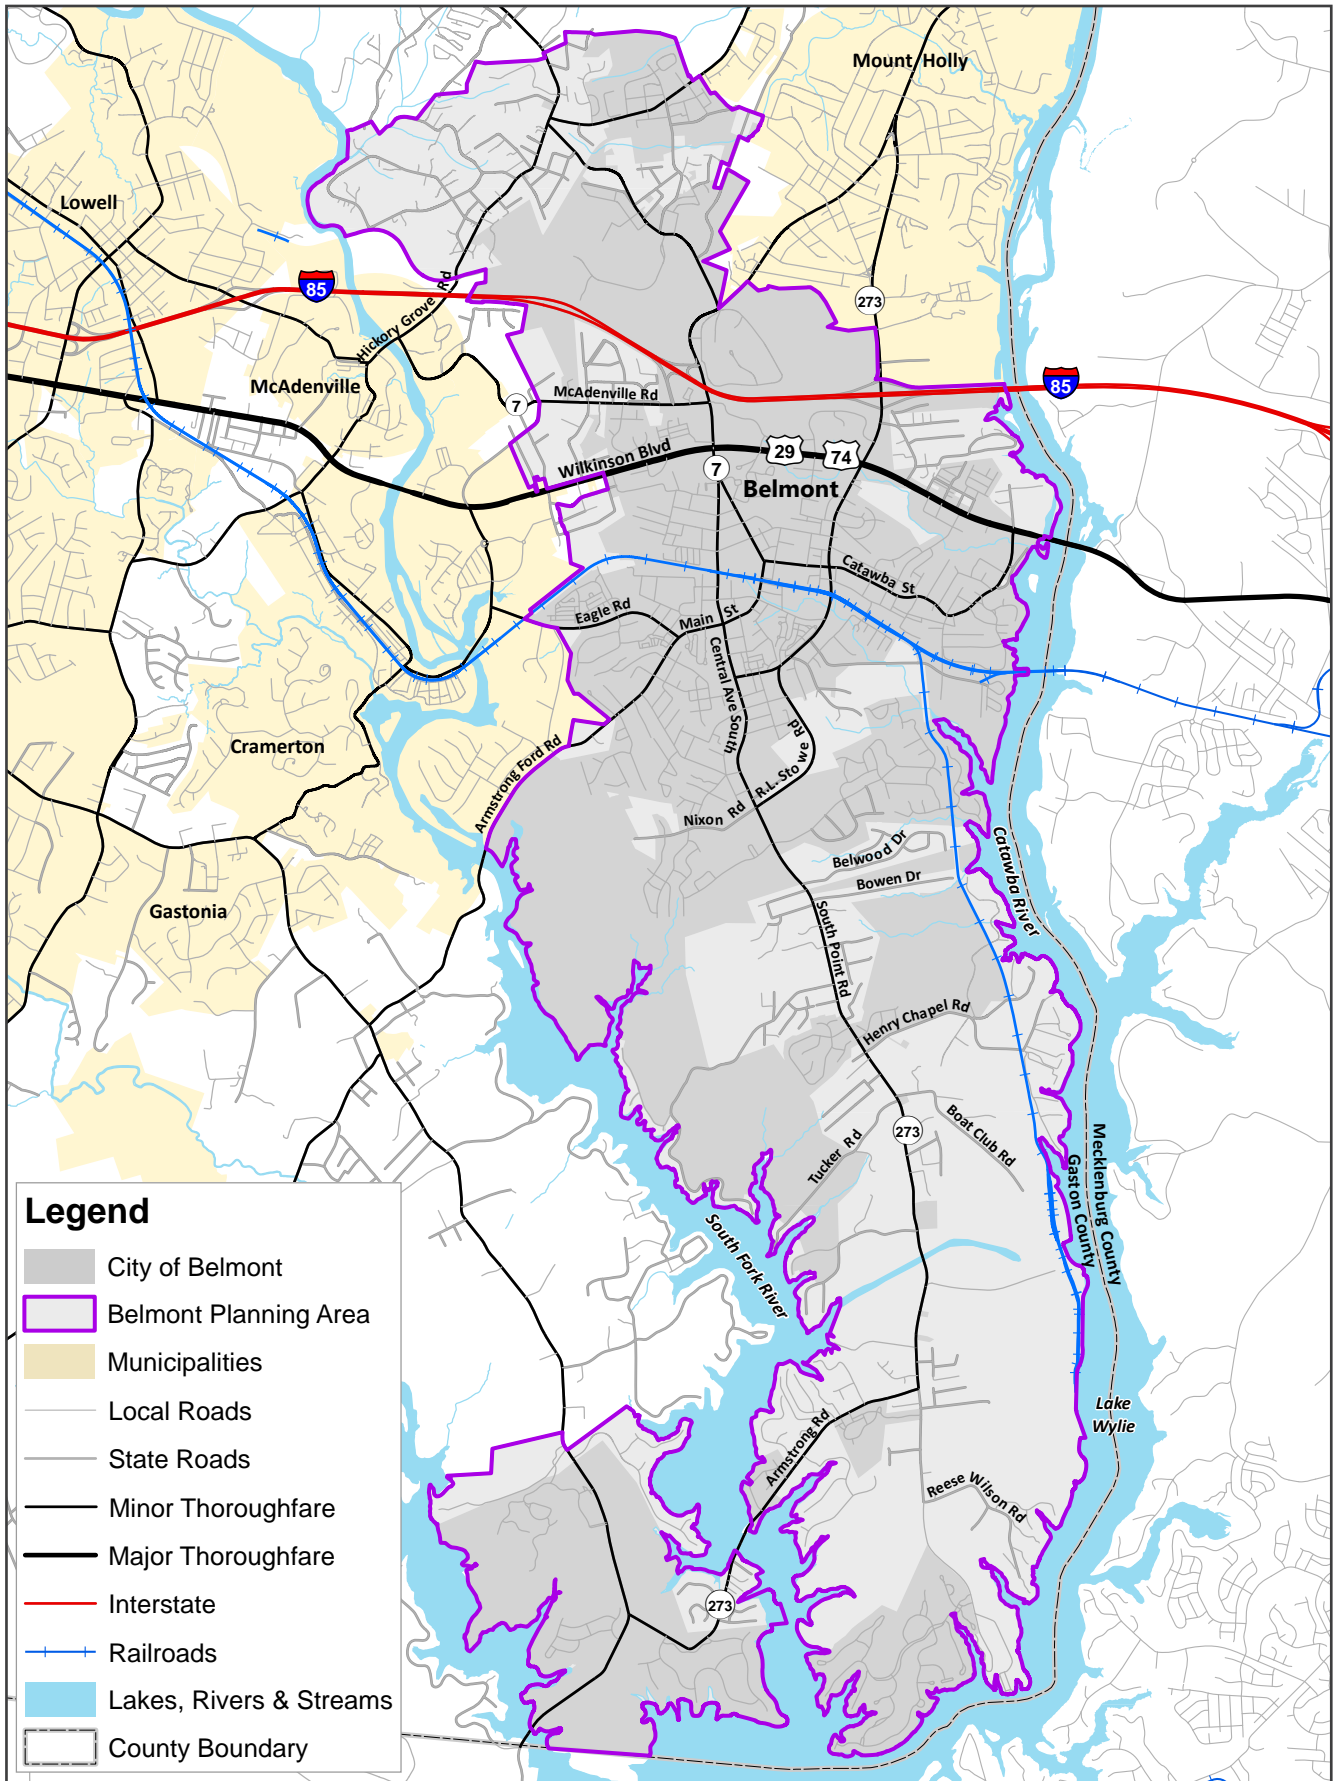 Mount Holly
Lowell
85
Hickory Grove Rd
273
McAdenville
85
7
McAdenville Rd
Wilkinson Blvd
29
74
7
Belmont
Catawba St
Eagle Rd
Main St
Central Ave South
R.L. Stowe Rd
Cramerton
Armstrong Ford Rd
Nixon Rd
Belwood Dr
Bowen Dr
Catawba River
Gastonia
South Point Rd
Henry Chapel Rd
Boat Club Rd
273
Tucker Rd
Mecklenburg County
Gaston County
South Fork River
Lake
Wylie
Armstrong Rd
Reese Wilson Rd
273
Legend
City of Belmont
Belmont Planning Area
Municipalities
Local Roads
State Roads
Minor Thoroughfare
Major Thoroughfare
Interstate
Railroads
Lakes, Rivers & Streams
County Boundary